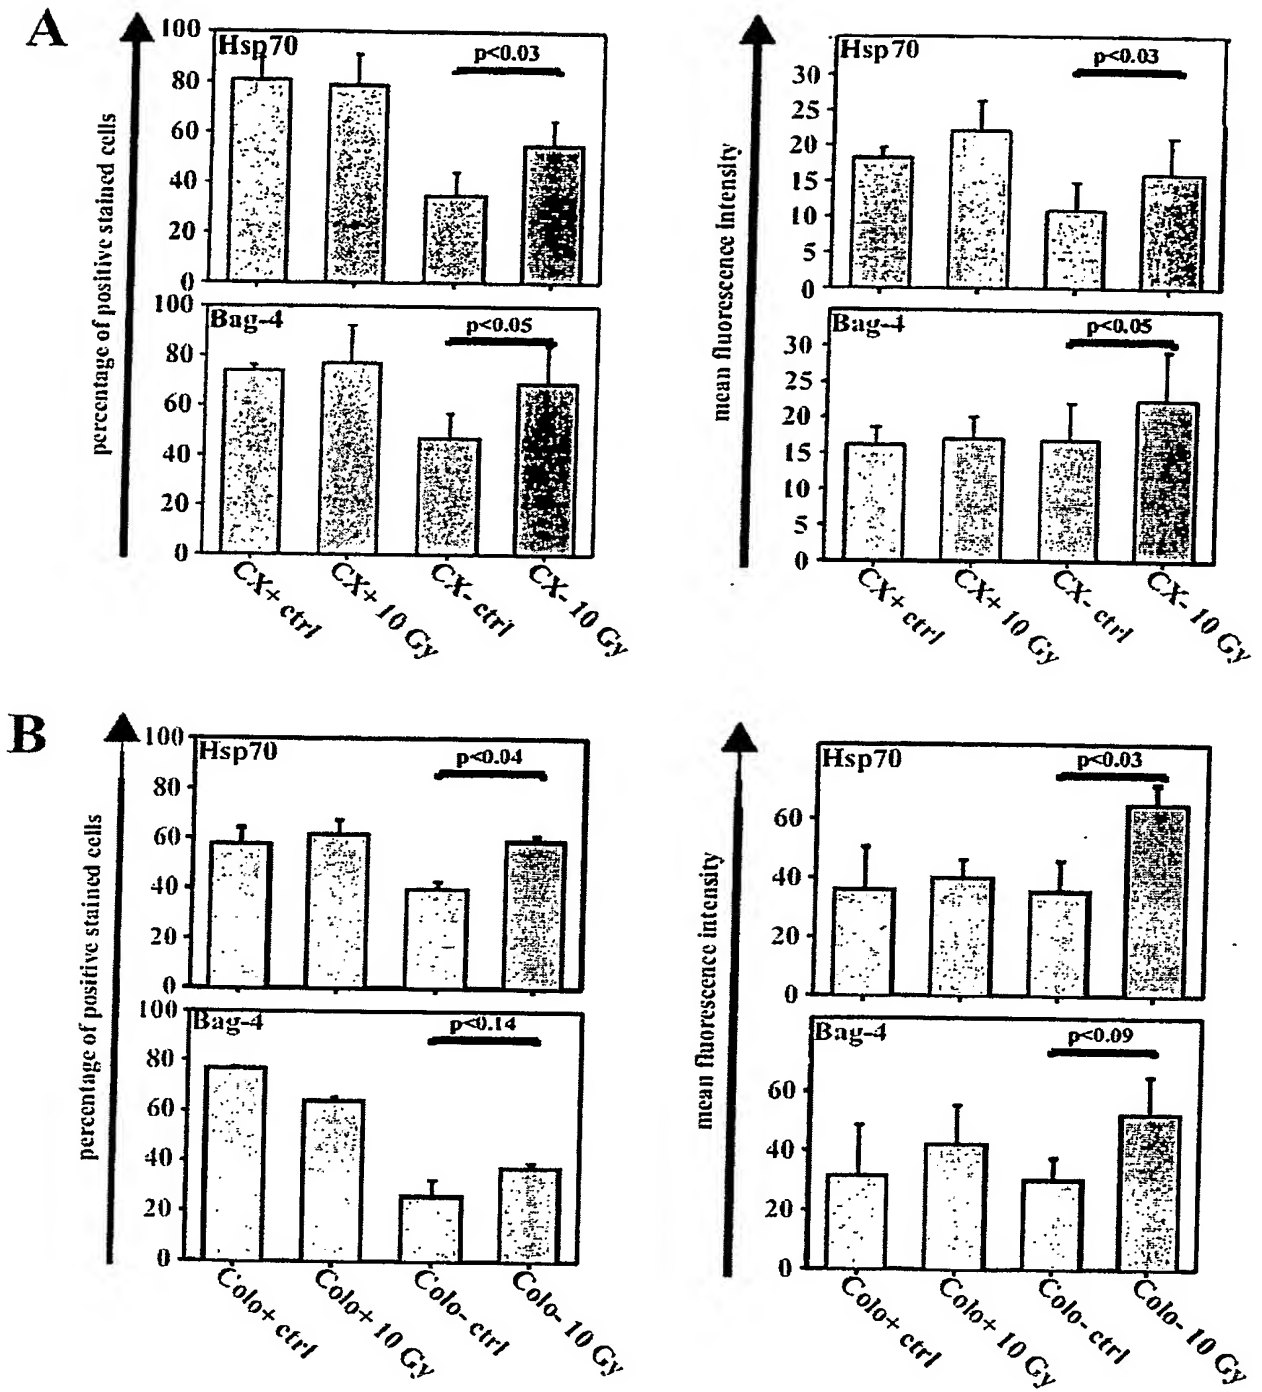 A
percentage of positive stained cells
100
80
60
40
20
0
Hsp70
p<0.03
100
80
60
40
20
0
Bag-4
p<0.05
CX+ ctrl
CX+ 10 Gy
CX- ctrl
CX- 10 Gy
mean fluorescence intensity
30
25
20
15
10
5
0
Hsp70
p<0.03
30
25
20
15
10
5
0
Bag-4
p<0.05
CX+ ctrl
CX+ 10 Gy
CX- ctrl
CX- 10 Gy
B
percentage of positive stained cells
100
80
60
40
20
0
Hsp70
p<0.04
100
80
60
40
20
0
Bag-4
p<0.14
Colo+ ctrl
Colo+ 10 Gy
Colo- ctrl
Colo- 10 Gy
mean fluorescence intensity
60
40
20
0
Hsp70
p<0.03
60
40
20
0
Bag-4
p<0.09
Colo+ ctrl
Colo+ 10 Gy
Colo- ctrl
Colo- 10 Gy